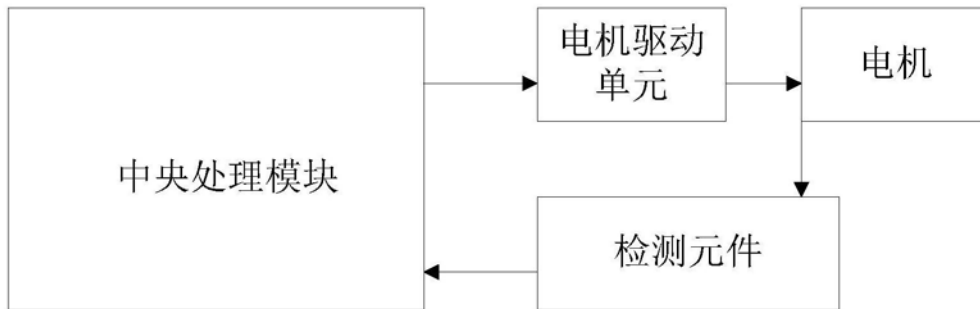 电机驱动
单元
电机
中央处理模块
检测元件